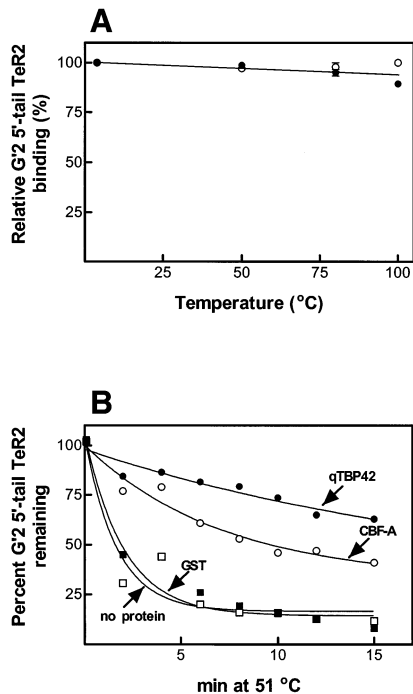 A
Relative G'2 5'-tail TeR2
binding (%)
100
75
50
25
25
50
75
100
Temperature (°C)
B
Percent G'2 5'-tail TeR2
remaining
100
75
50
25
qTBP42
CBF-A
GST
no protein
5
10
15
min at 51 °C